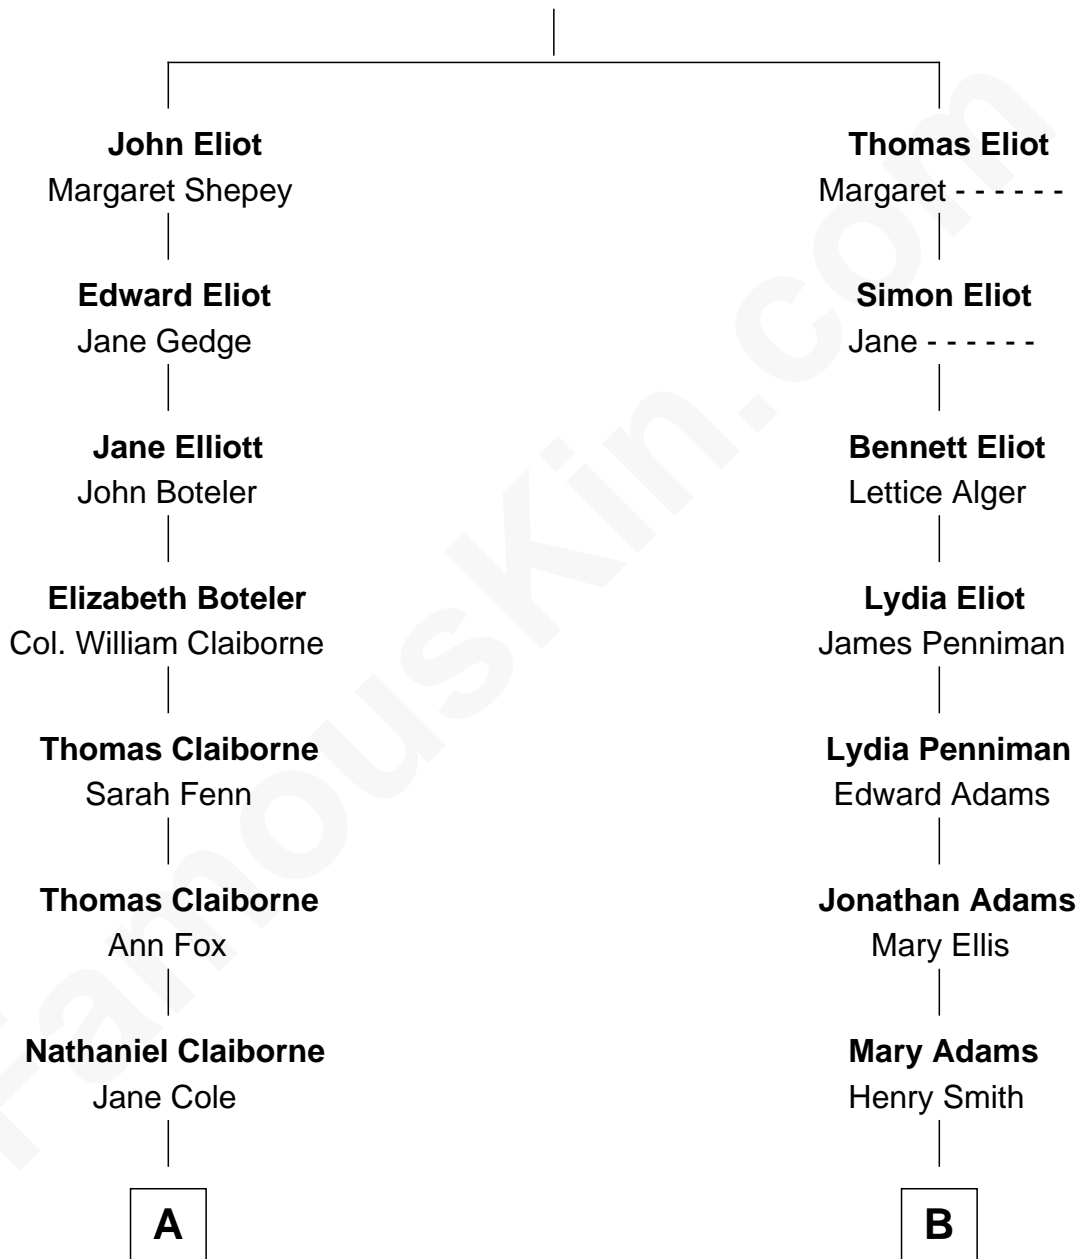 John Eliot
Margaret Shepey
Edward Eliot
Jane Gedge
Jane Elliott
John Boteler
Elizabeth Boteler
Col. William Claiborne
Thomas Claiborne
Sarah Fenn
Thomas Claiborne
Ann Fox
Nathaniel Claiborne
Jane Cole
A
Thomas Eliot
Margaret - - - - - -
Simon Eliot
Jane - - - - - -
Bennett Eliot
Lettice Alger
Lydia Eliot
James Penniman
Lydia Penniman
Edward Adams
Jonathan Adams
Mary Ellis
Mary Adams
Henry Smith
B
FamousKin.com